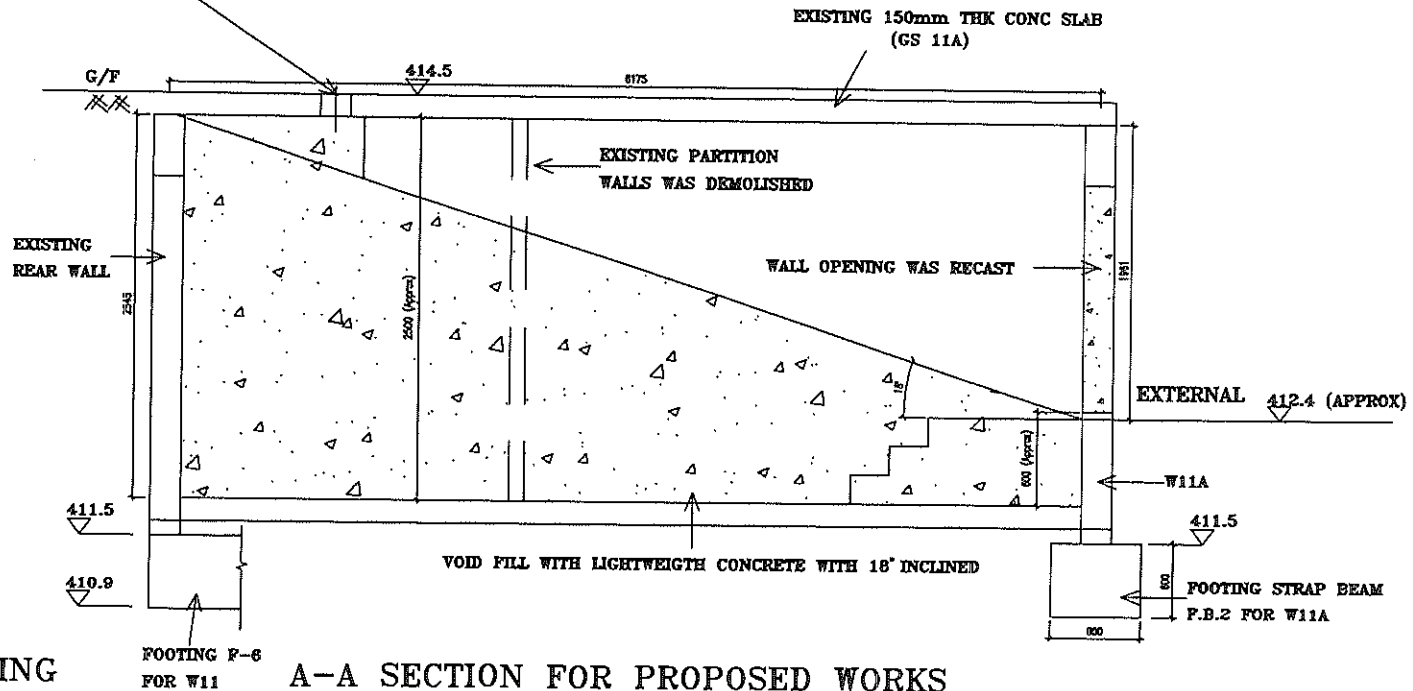 EXISTING 150mm THK CONC SLAB
(GS 11A)
G/F
414.5
6175
EXISTING PARTITION
WALLS WAS DEMOLISHED
EXISTING
REAR WALL
WALL OPENING WAS RECAST
2545
2500 (Approx)
1981
18°
EXTERNAL
412.4 (APPROX)
600 (Approx)
W11A
411.5
411.5
VOID FILL WITH LIGHTWEIGTH CONCRETE WITH 18° INCLINED
410.9
600
FOOTING STRAP BEAM
F.B.2 FOR W11A
FOOTING F-6
FOR W11
ING
A-A SECTION FOR PROPOSED WORKS